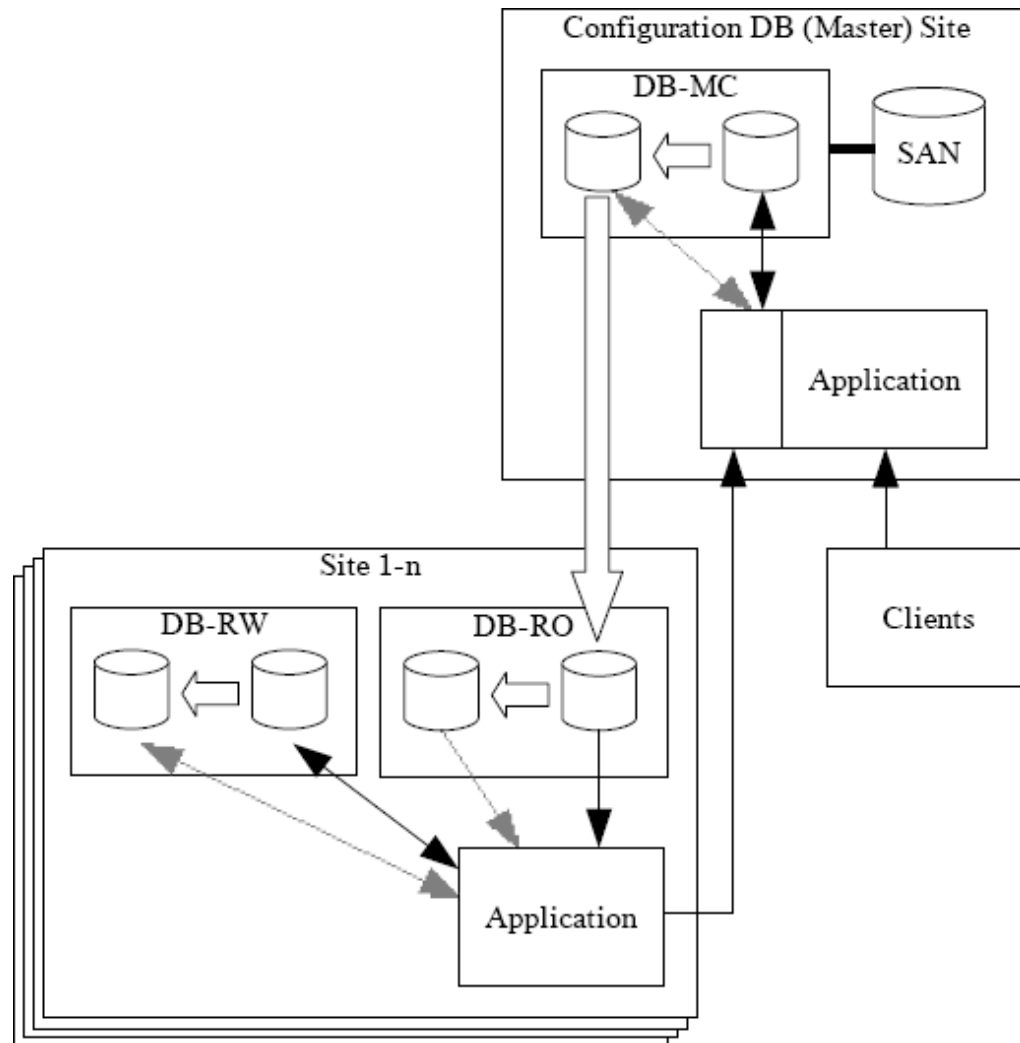 Configuration DB (Master) Site
DB-MC
SAN
Application
Site 1-n
DB-RW
DB-RO
Clients
Application